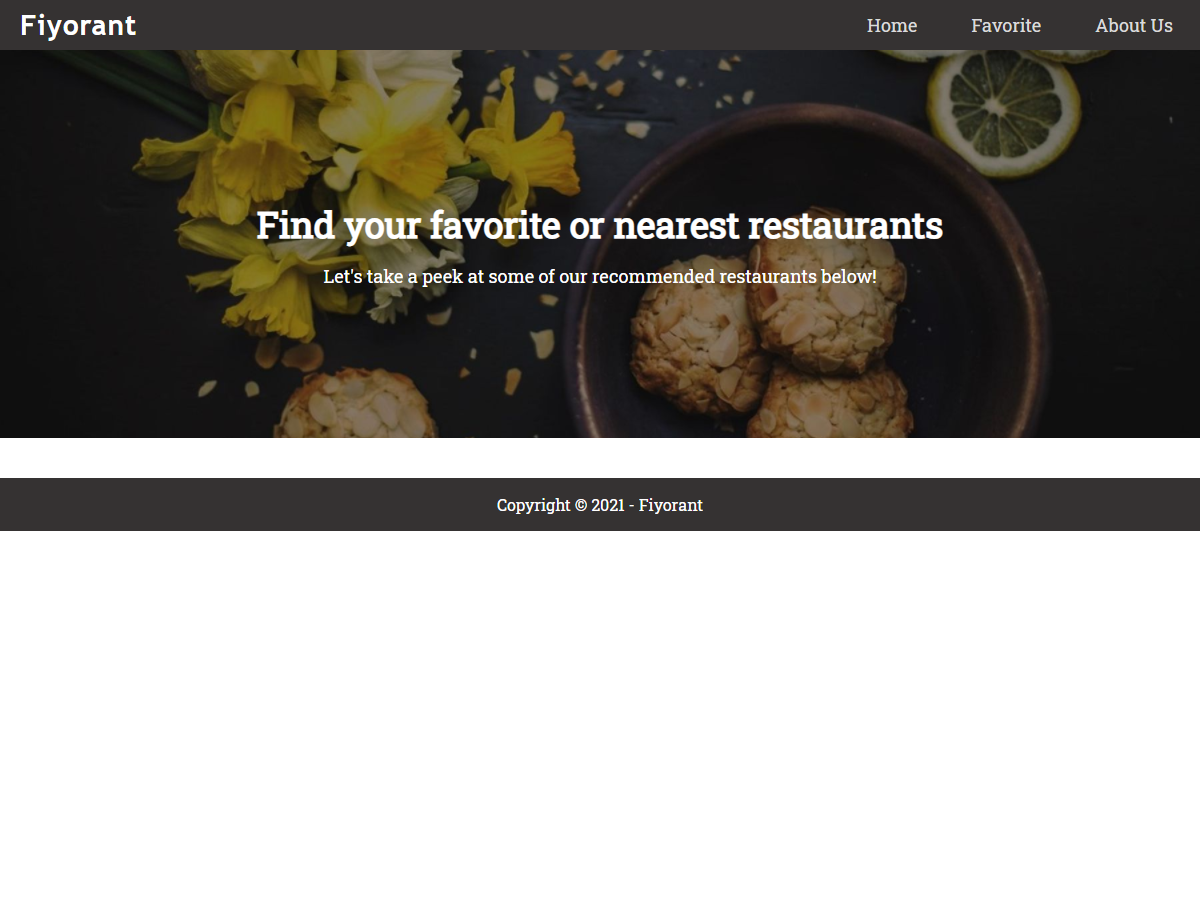 Fiyorant
Home Favorite About Us
Find your favorite or nearest restaurants
Let's take a peek at some of our recommended restaurants below!
Copyright © 2021 - Fiyorant